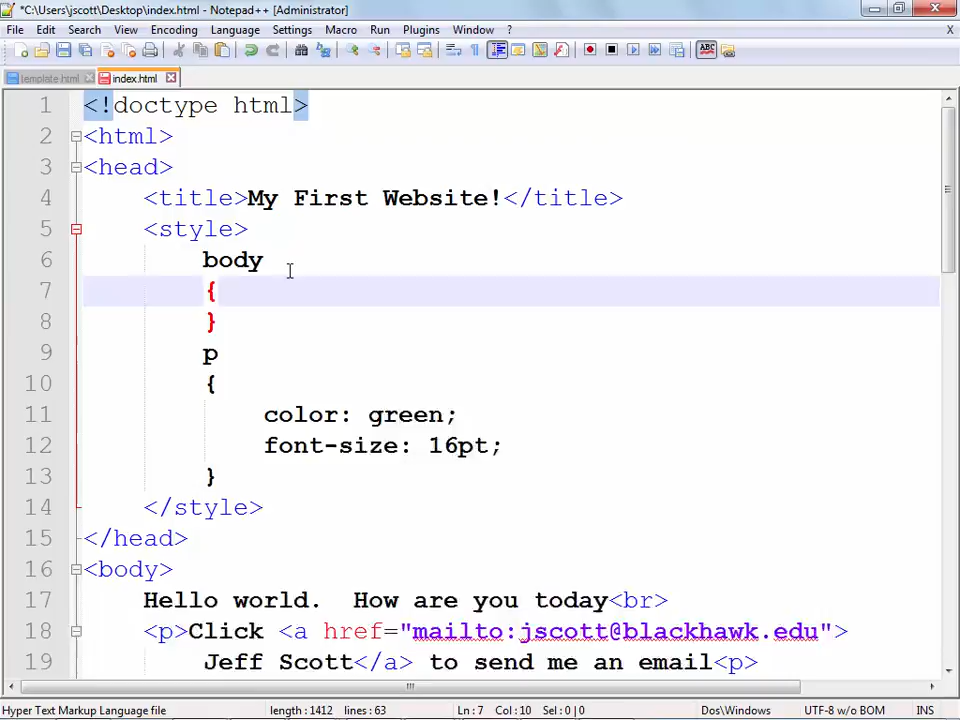 *C:\Users\jscott\Desktop\index.html - Notepad++ [Administrator]
File Edit Search View Encoding Language Settings Macro Run Plugins Window ? X
template.html index.html
1 <!doctype html>
2 <html>
3 <head>
4 <title>My First Website!</title>
5 <style>
6 body
7 {
8 }
9 p
10 {
11 color: green;
12 font-size: 16pt;
13 }
14 </style>
15 </head>
16 <body>
17 Hello world.  How are you today<br>
18 <p>Click <a href="mailto:jscott@blackhawk.edu">
19 Jeff Scott</a> to send me an email<p>
Hyper Text Markup Language file length : 1412 lines : 63 Ln : 7 Col : 10 Sel : 0 | 0 Dos\Windows UTF-8 w/o BOM INS